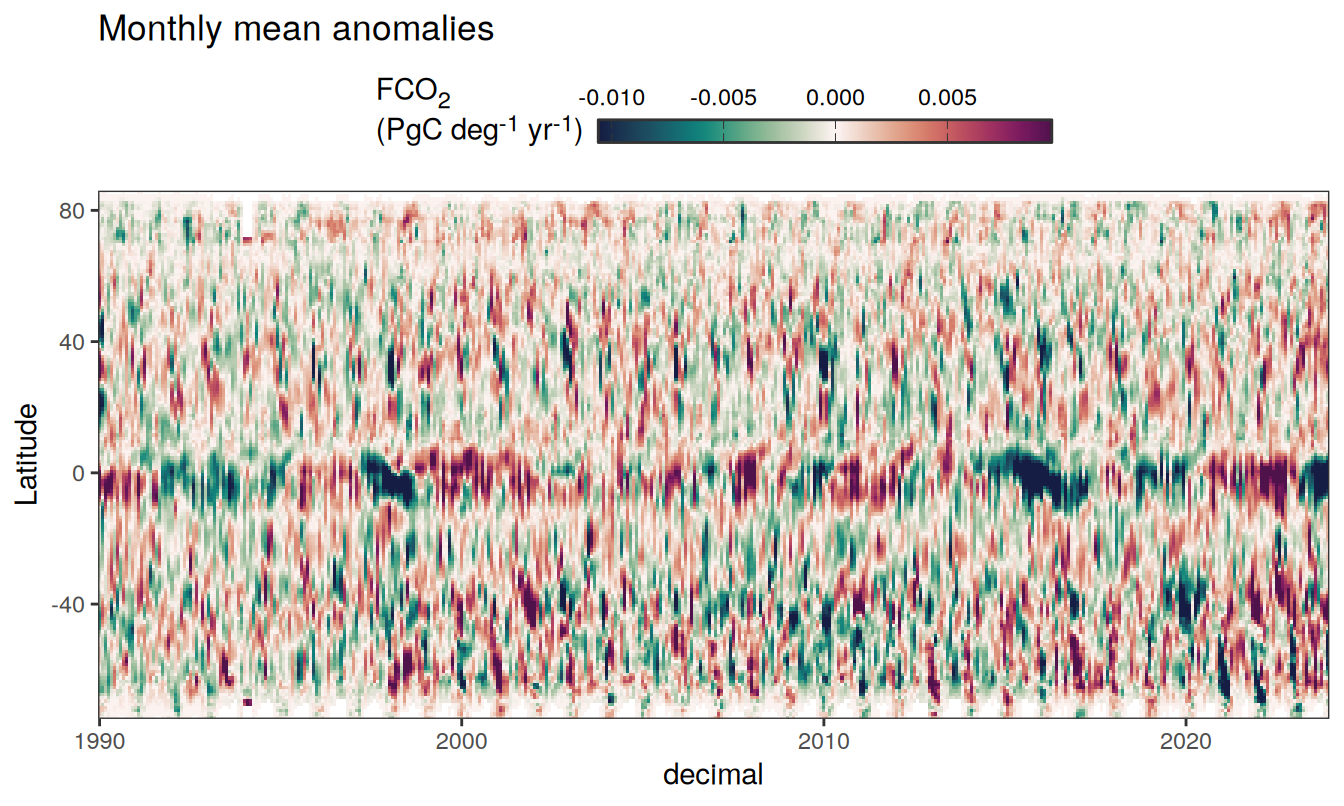 Monthly mean anomalies
FCO₂
(PgC deg⁻¹ yr⁻¹)
-0.010 -0.005 0.000 0.005
80
40
0
-40
Latitude
1990 2000 2010 2020
decimal